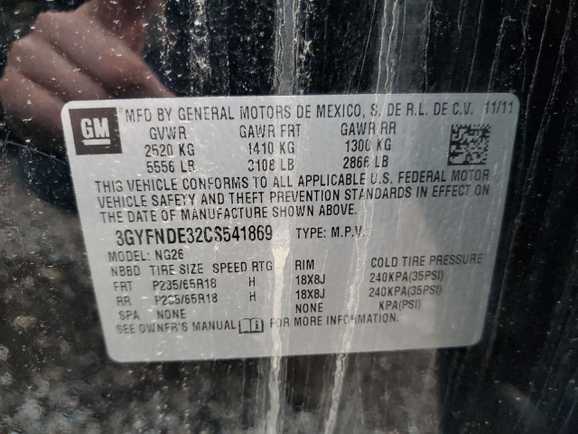 GM MFD BY GENERAL MOTORS DE MEXICO, S. DE R.L. DE C.V. 11/11
GVWR GAWR FRT GAWR RR
2520 KG 1410 KG 1300 KG
5556 LB 3108 LB 2866 LB
THIS VEHICLE CONFORMS TO ALL APPLICABLE U.S. FEDERAL MOTOR
VEHICLE SAFETY AND THEFT PREVENTION STANDARDS IN EFFECT ON
THE DATE OF MANUFACTURE SHOWN ABOVE.
3GYFNDE32CS541869 TYPE: M.P.V.
MODEL: NG26
NBBD TIRE SIZE SPEED RTG RIM COLD TIRE PRESSURE
FRT P235/65R18 H 18X8J 240KPA(35PSI)
RR P235/65R18 H 18X8J 240KPA(35PSI)
SPA NONE NONE KPA(PSI)
SEE OWNER'S MANUAL FOR MORE INFORMATION.